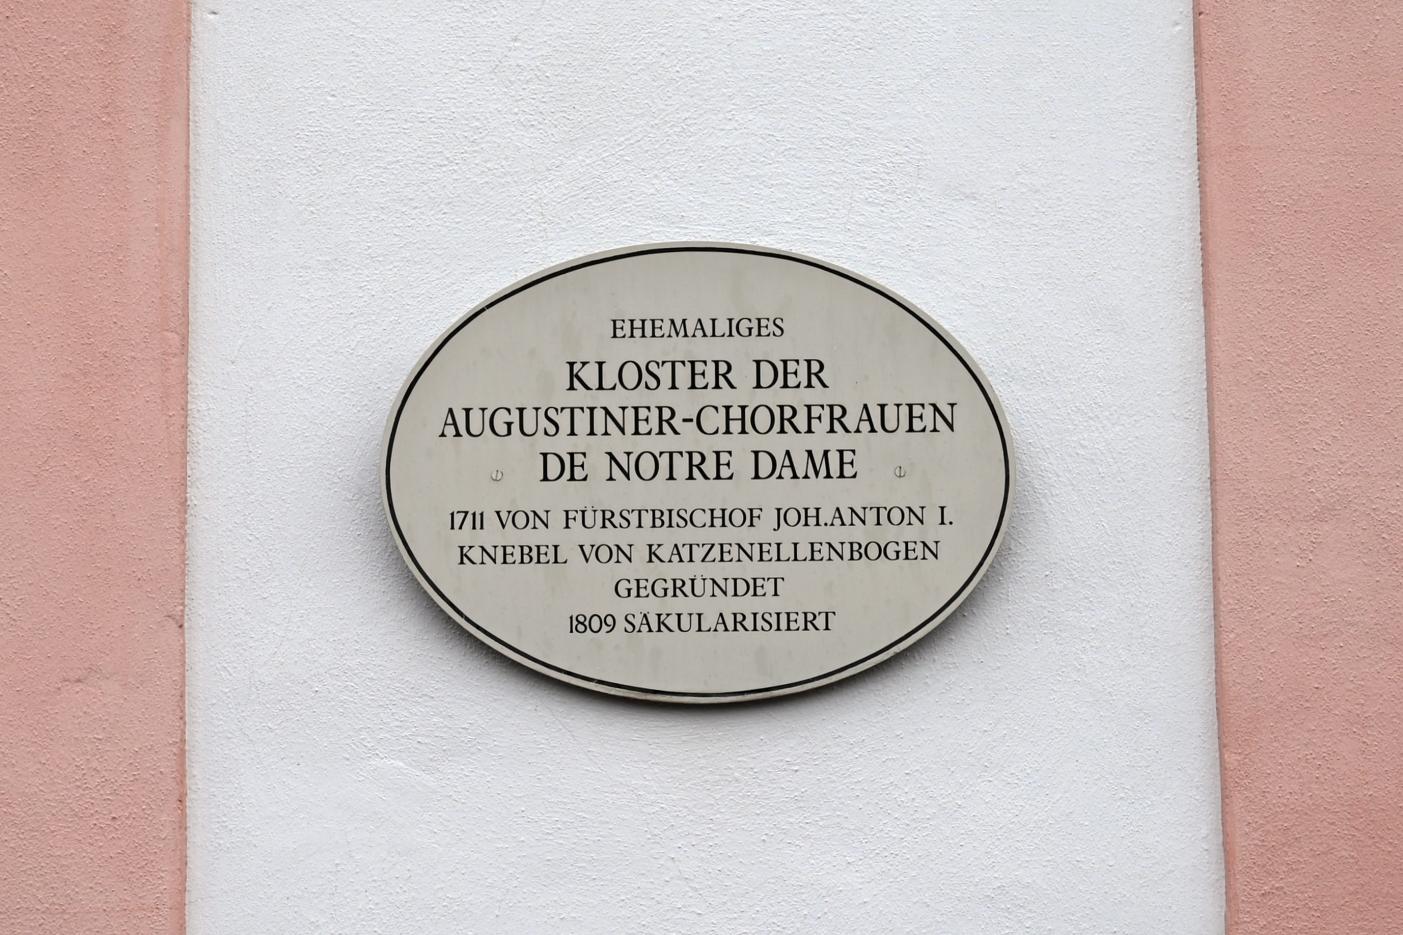 EHEMALIGES
KLOSTER DER
AUGUSTINER-CHORFRAUEN
DE NOTRE DAME
1711 VON FÜRSTBISCHOF JOH.ANTON I.
KNEBEL VON KATZENELLENBOGEN
GEGRÜNDET
1809 SÄKULARISIERT